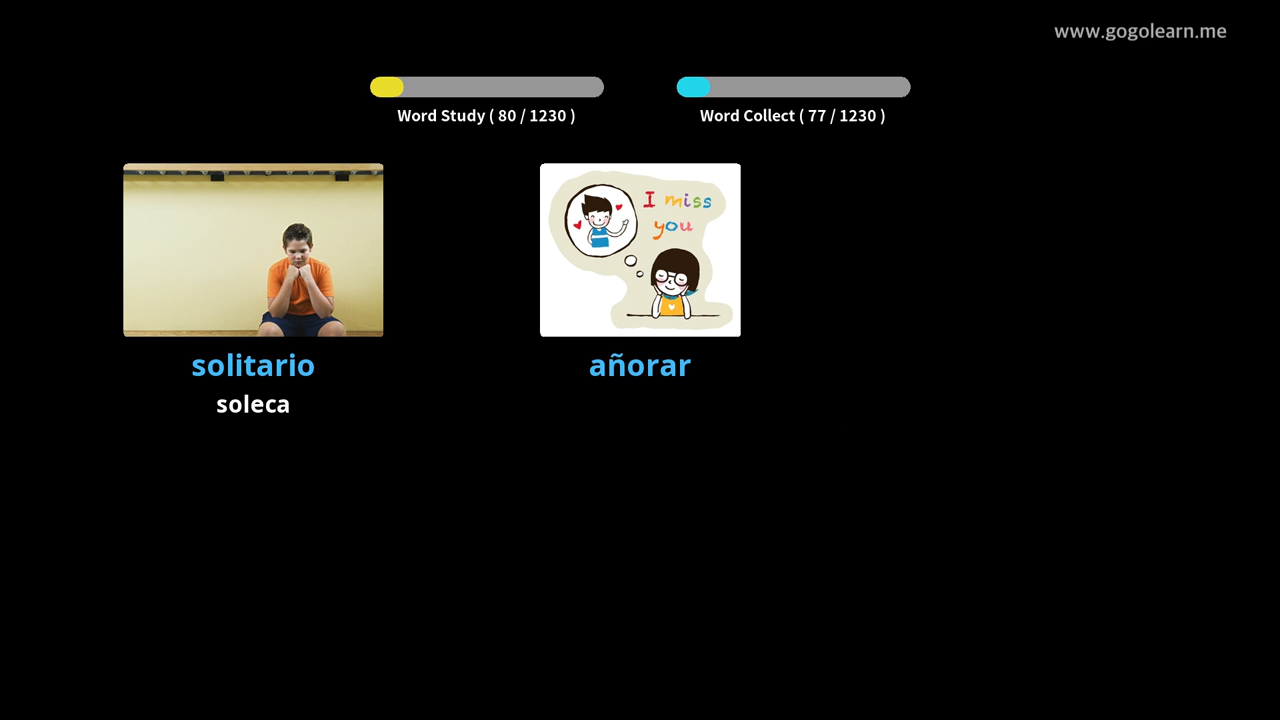 www.gogolearn.me
Word Study ( 80 / 1230 )
Word Collect ( 77 / 1230 )
I miss
you
solitario
añorar
soleca